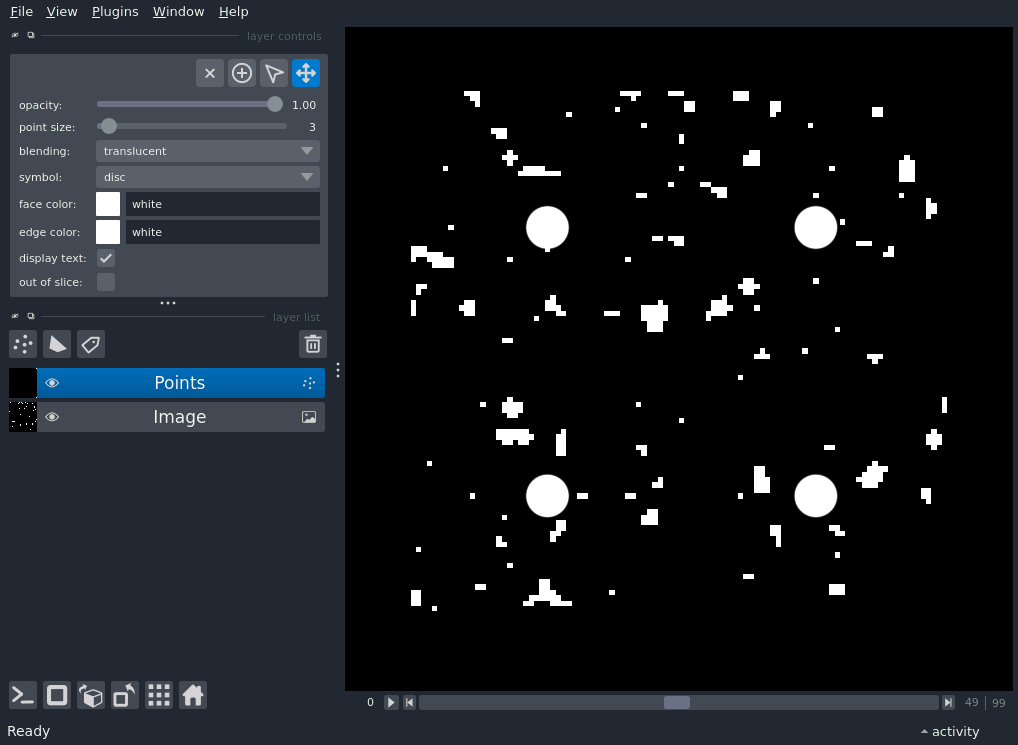 File View Plugins Window Help
layer controls
opacity: 1.00
point size: 3
blending: translucent
symbol: disc
face color: white
edge color: white
display text:
out of slice:
layer list
Points
Image
0 49 | 99
Ready activity